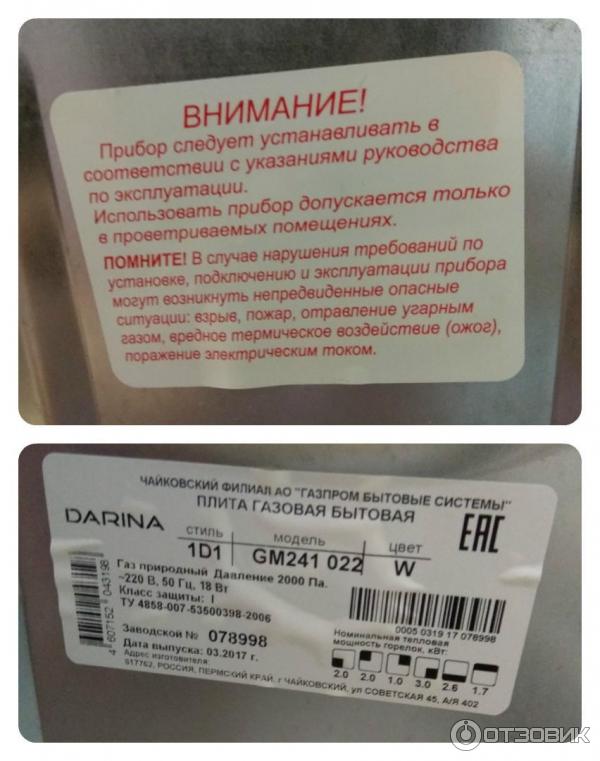 ВНИМАНИЕ!
Прибор следует устанавливать в
соответствии с указаниями руководства
по эксплуатации.
Использовать прибор допускается только
в проветриваемых помещениях.
ПОМНИТЕ! В случае нарушения требований по
установке, подключению и эксплуатации прибора
могут возникнуть непредвиденные опасные
ситуации: взрыв, пожар, отравление угарным
газом, вредное термическое воздействие (ожог),
поражение электрическим током.
ЧАЙКОВСКИЙ ФИЛИАЛ АО "ГАЗПРОМ БЫТОВЫЕ СИСТЕМЫ"
ПЛИТА ГАЗОВАЯ БЫТОВАЯ
DARINA
стиль модель цвет
1D1 GM241 022 W
EAC
Газ природный Давление 2000 Па.
~220 В, 50 Гц, 18 Вт
Класс защиты: I
ТУ 4858-007-53500398-2006
4 607152 043198
0005 0319 17 078998
Заводской № 078998
Дата выпуска: 03.2017 г.
Номинальная тепловая
мощность горелок, кВт:
2.0 2.0 1.0 3.0 2.6 1.7
Адрес изготовителя:
617762, РОССИЯ, ПЕРМСКИЙ КРАЙ, г ЧАЙКОВСКИЙ, ул СОВЕТСКАЯ 45, А/Я 402
ОТЗОВИК